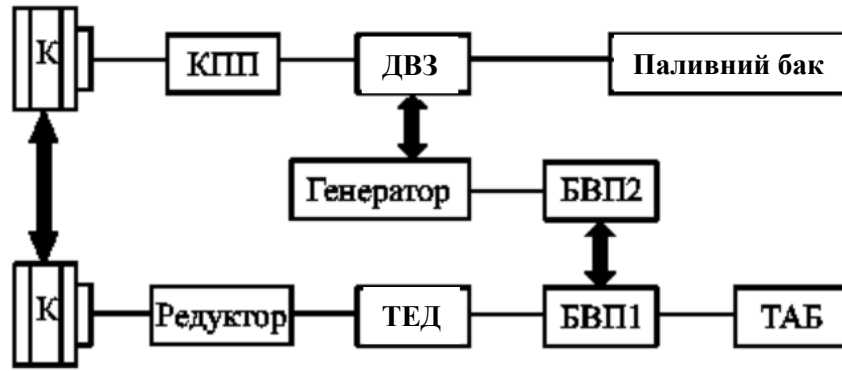 К
КПП
ДВЗ
Паливний бак
Генератор
БВП2
К
Редуктор
ТЕД
БВП1
ТАБ